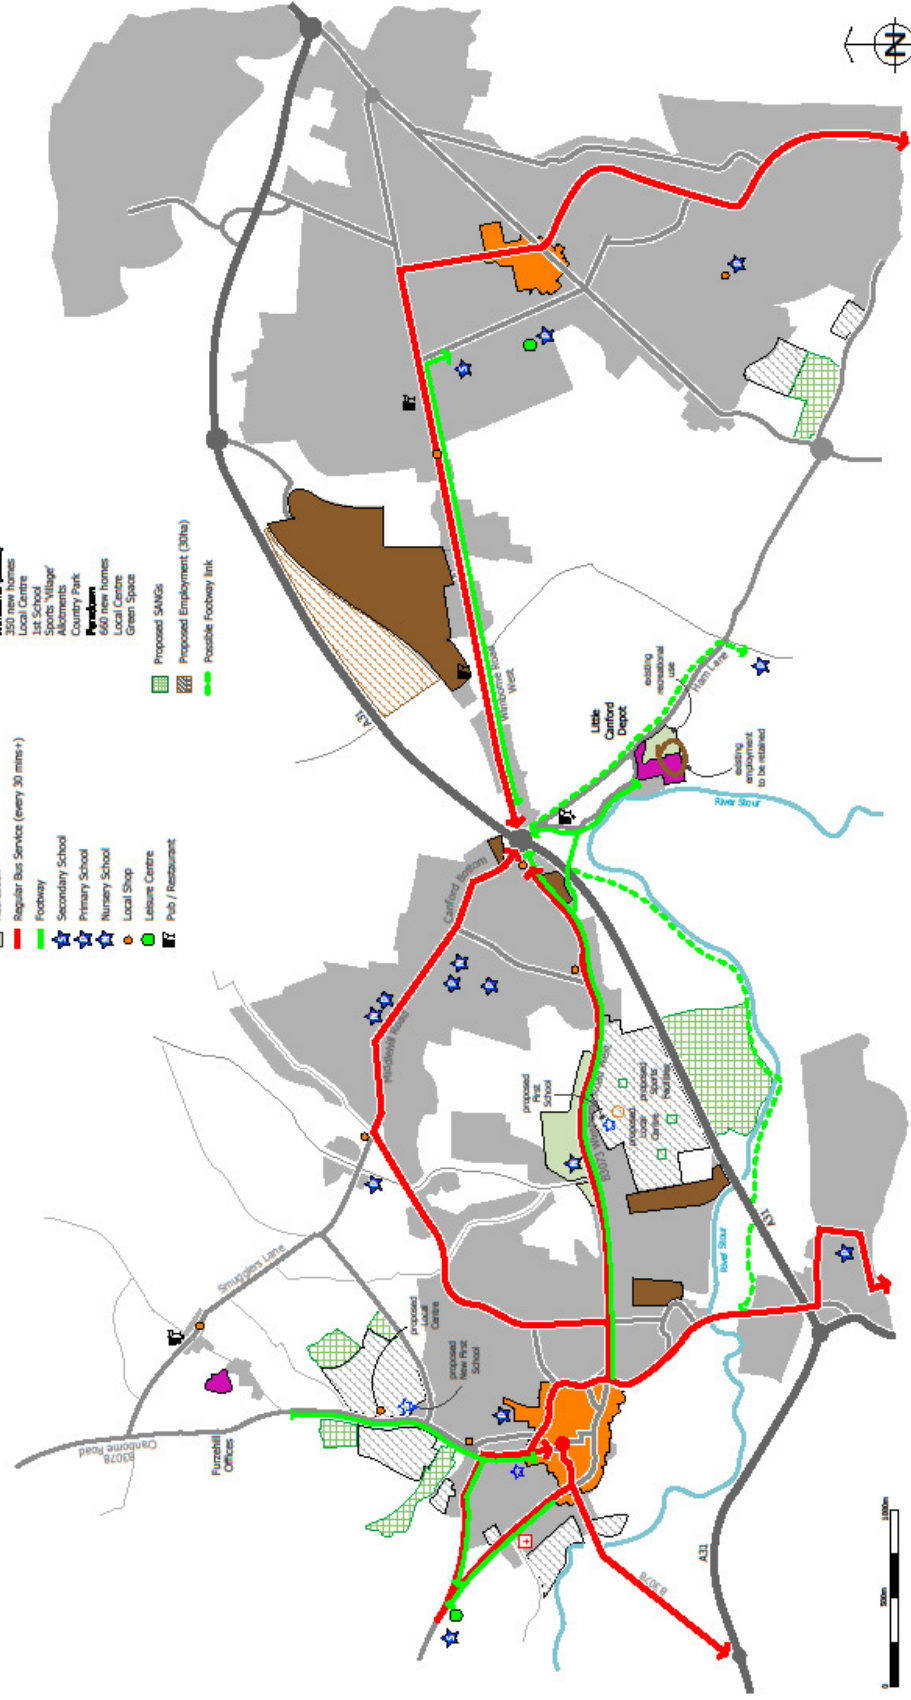 350 new homes
Local Centre
1st School
Sports 'Village'
Allotments
Country Park
660 new homes
Local Centre
Green Space
Proposed SANGs
Proposed Employment (30ha)
Possible Footway link
Regular Bus Service (every 30 mins+)
Footway
Secondary School
Primary School
Nursery School
Local Shop
Leisure Centre
Pub / Restaurant
N
A31
Wimborne Road
West
Little
Canford
Depot
existing
recreational
use
Ham Lane
existing
employment
to be retained
River Stour
Canford Bottom
Middlehill Road
proposed
First
School
proposed
Local
Centre
proposed
Sports
Facilities
B3073
River Stour
A31
Smugglers Lane
proposed
Local
Centre
proposed
New First
School
B3078
Cranborne Road
Furzehill
Offices
B3078
A31
500m
1000m